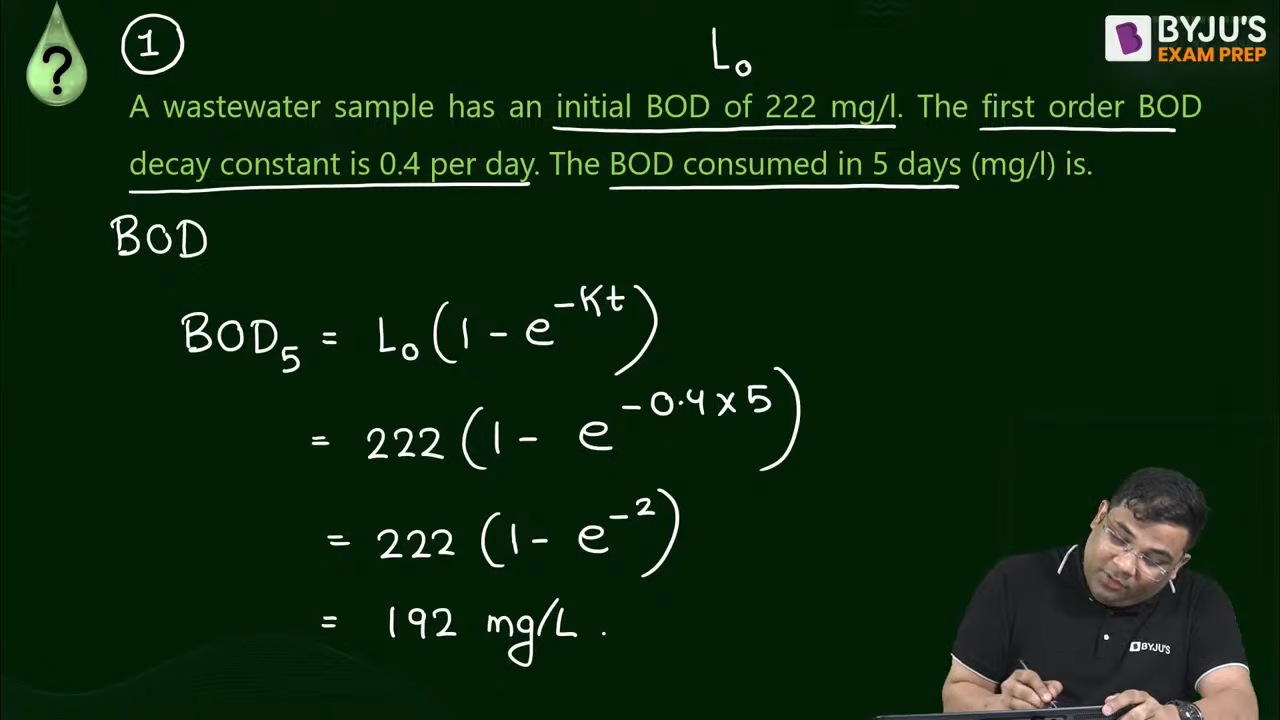 ?
1
L₀
BYJU'S
EXAM PREP
A wastewater sample has an initial BOD of 222 mg/l. The first order BOD
decay constant is 0.4 per day. The BOD consumed in 5 days (mg/l) is.
BOD
BOD₅ = L₀ (1 - e^-Kt)
= 222 (1 - e^-0.4 x 5)
= 222 (1 - e^-2)
= 192 mg/L.
BYJU'S